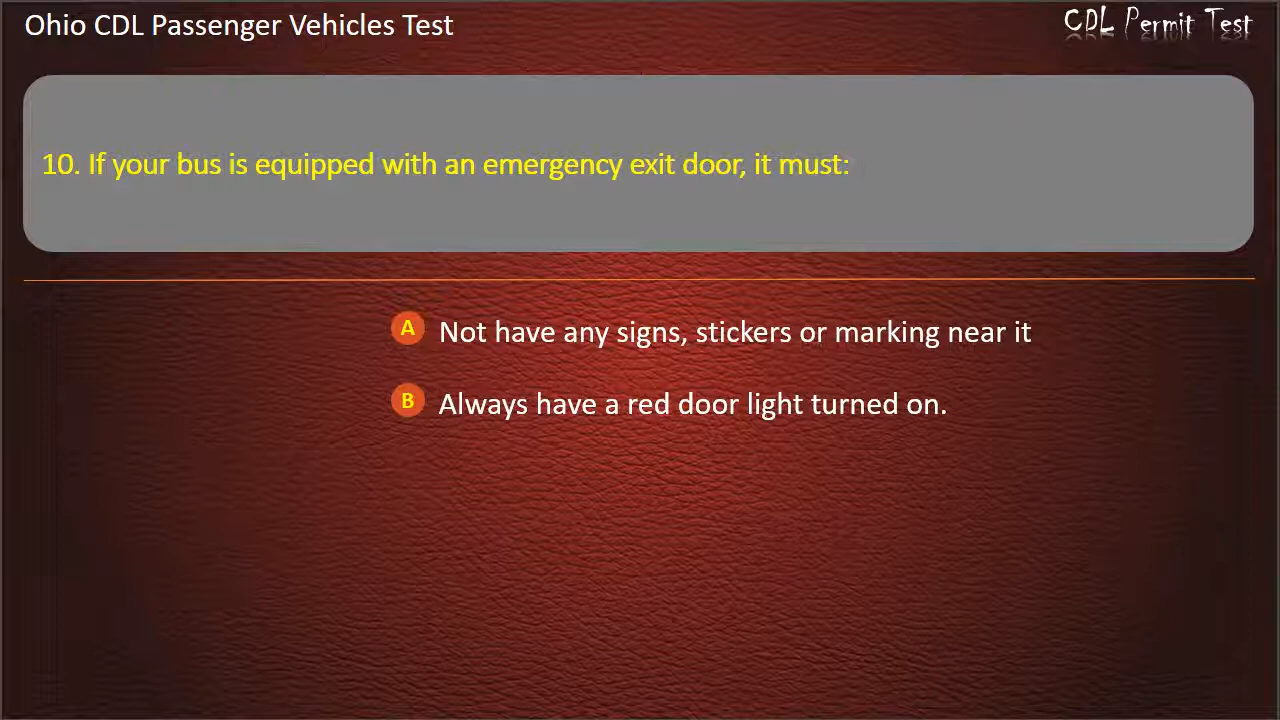 Ohio CDL Passenger Vehicles Test
CDL Permit Test
10. If your bus is equipped with an emergency exit door, it must:
A Not have any signs, stickers or marking near it
B Always have a red door light turned on.